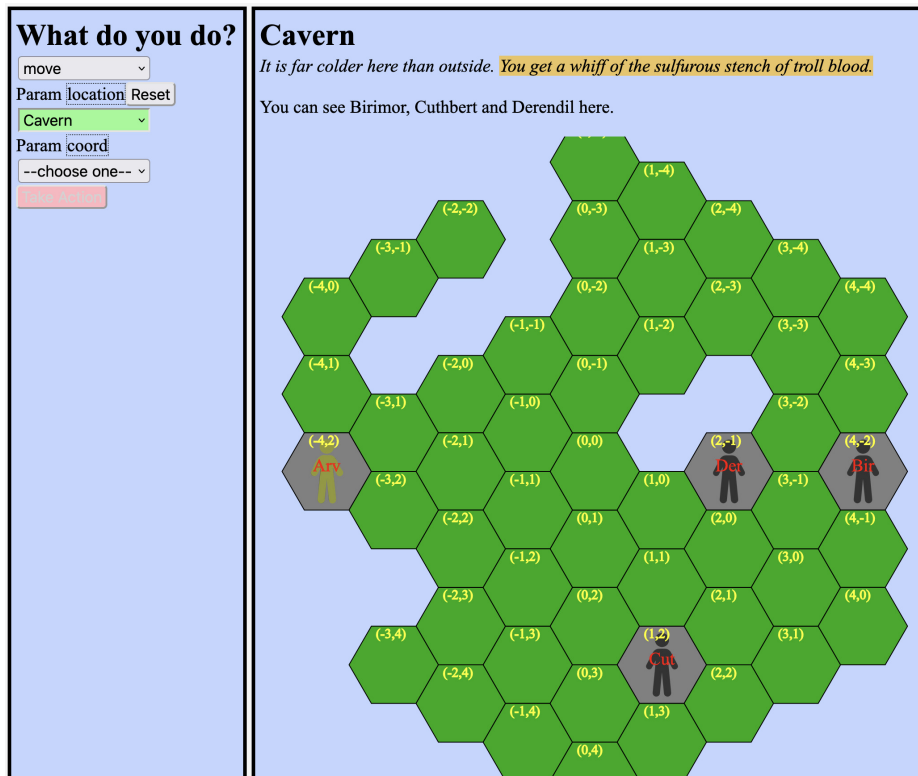 What do you do?
move
Param location Reset
Cavern
Param coord
--choose one--
Take Action
Cavern
It is far colder here than outside. You get a whiff of the sulfurous stench of troll blood.
You can see Birimor, Cuthbert and Derendil here.
(1,-4)
(-2,-2) (0,-3) (2,-4)
(-3,-1) (1,-3) (3,-4)
(-4,0) (0,-2) (2,-3) (4,-4)
(-1,-1) (1,-2) (3,-3)
(-4,1) (-2,0) (0,-1) (4,-3)
(-3,1) (-1,0) (3,-2)
(-4,2) (-2,1) (0,0) (2,-1) (4,-2)
Arv Der Bir
(-3,2) (-1,1) (1,0) (3,-1)
(-2,2) (0,1) (2,0) (4,-1)
(-1,2) (1,1) (3,0)
(-2,3) (0,2) (2,1) (4,0)
(-3,4) (-1,3) (1,2) (3,1)
Cut
(-2,4) (0,3) (2,2)
(-1,4) (1,3)
(0,4)